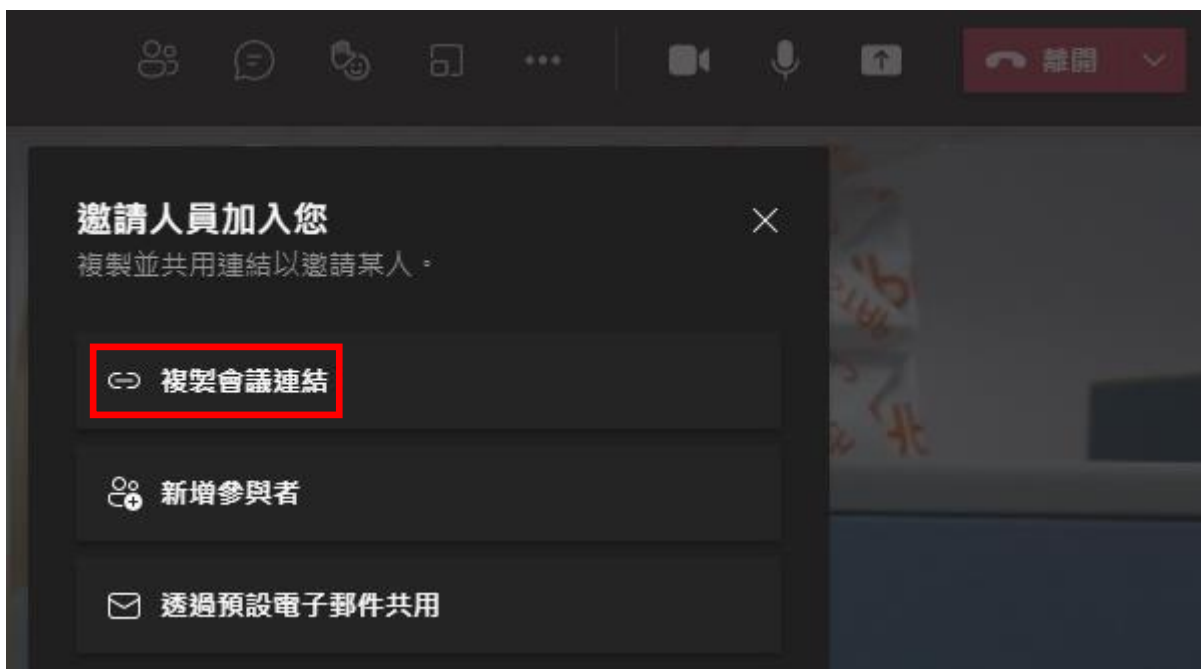 離開
邀請人員加入您
複製並共用連結以邀請某人。
複製會議連結
新增參與者
透過預設電子郵件共用
北